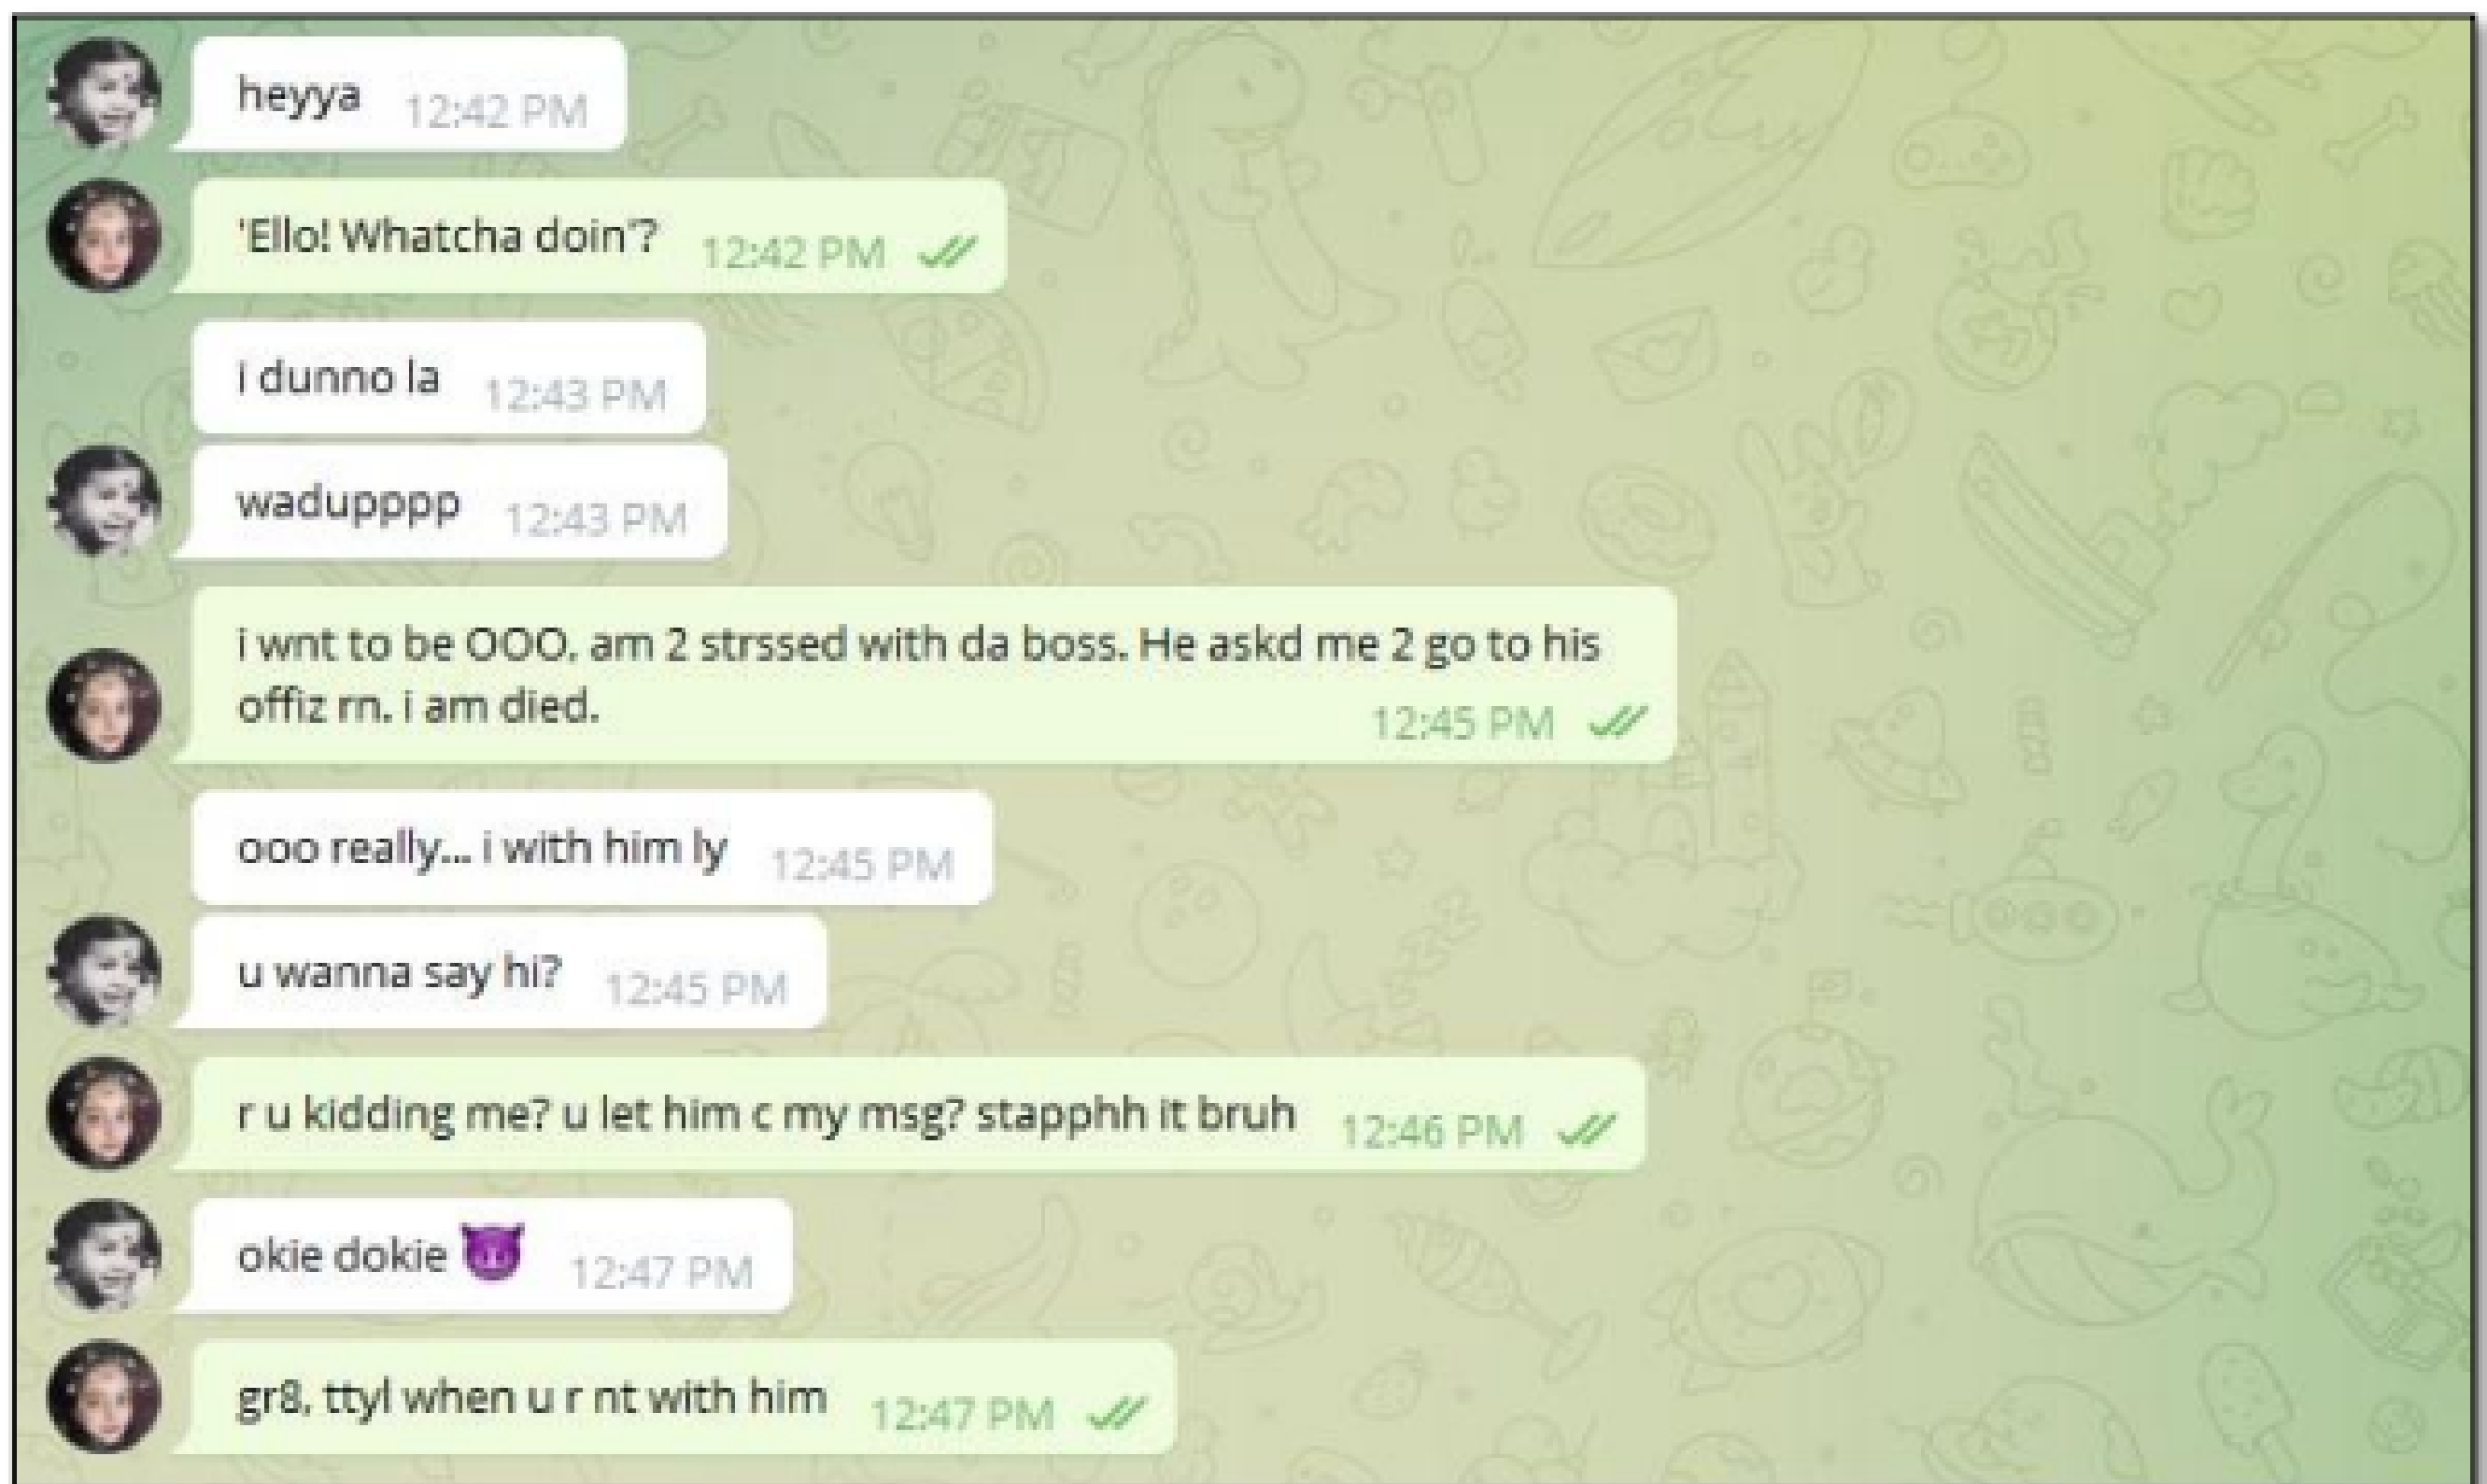 heyya 12:42 PM
'Ello! Whatcha doin'? 12:42 PM
i dunno la 12:43 PM
wadupppp 12:43 PM
i wnt to be OOO, am 2 strssed with da boss. He askd me 2 go to his
offiz rn. i am died. 12:45 PM
ooo really... i with him ly 12:45 PM
u wanna say hi? 12:45 PM
r u kidding me? u let him c my msg? stapphh it bruh 12:46 PM
okie dokie 😈 12:47 PM
gr8, ttyl when u r nt with him 12:47 PM